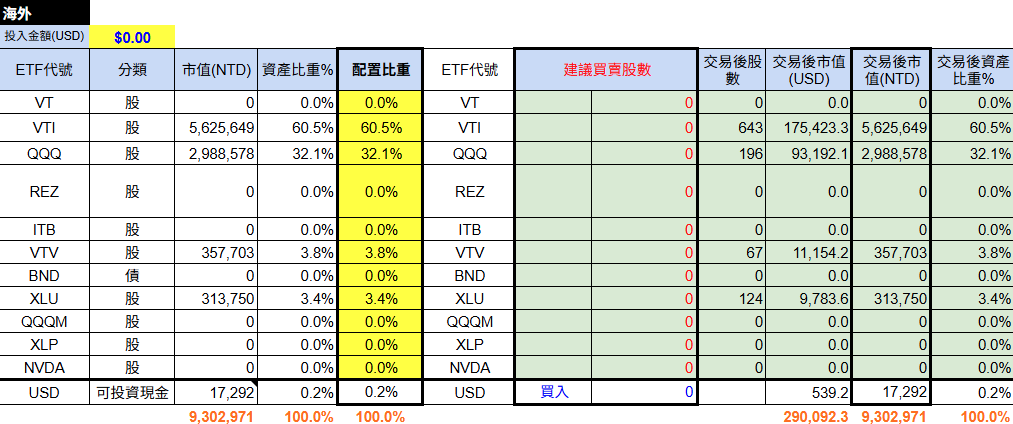 海外
投入金額(USD) $0.00
ETF代號 分類 市值(NTD) 資產比重% 配置比重 ETF代號 建議買賣股數 交易後股數 交易後市值(USD) 交易後市值(NTD) 交易後資產比重%
VT 股 0 0.0% 0.0% VT 0 0 0.0 0 0.0%
VTI 股 5,625,649 60.5% 60.5% VTI 0 643 175,423.3 5,625,649 60.5%
QQQ 股 2,988,578 32.1% 32.1% QQQ 0 196 93,192.1 2,988,578 32.1%
REZ 股 0 0.0% 0.0% REZ 0 0 0.0 0 0.0%
ITB 股 0 0.0% 0.0% ITB 0 0 0.0 0 0.0%
VTV 股 357,703 3.8% 3.8% VTV 0 67 11,154.2 357,703 3.8%
BND 債 0 0.0% 0.0% BND 0 0 0.0 0 0.0%
XLU 股 313,750 3.4% 3.4% XLU 0 124 9,783.6 313,750 3.4%
QQQM 股 0 0.0% 0.0% QQQM 0 0 0.0 0 0.0%
XLP 股 0 0.0% 0.0% XLP 0 0 0.0 0 0.0%
NVDA 股 0 0.0% 0.0% NVDA 0 0 0.0 0 0.0%
USD 可投資現金 17,292 0.2% 0.2% USD 買入 0 539.2 17,292 0.2%
9,302,971 100.0% 100.0% 290,092.3 9,302,971 100.0%